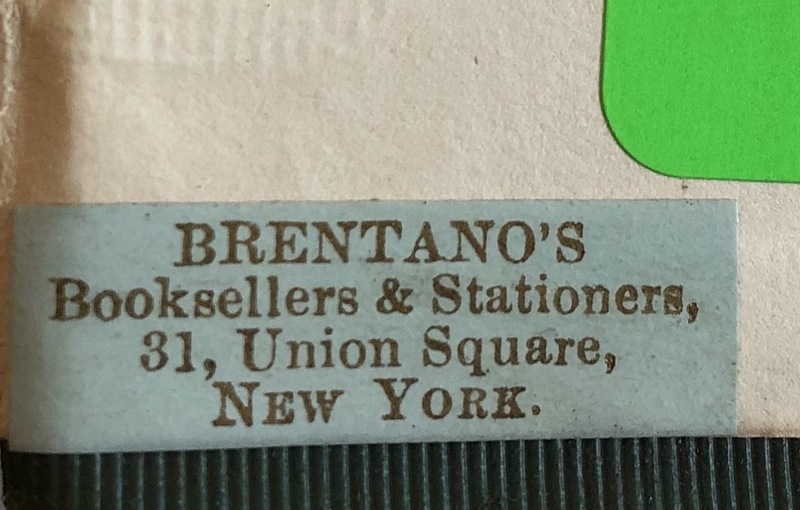 BRENTANO'S
Booksellers & Stationers,
31, Union Square,
NEW YORK.